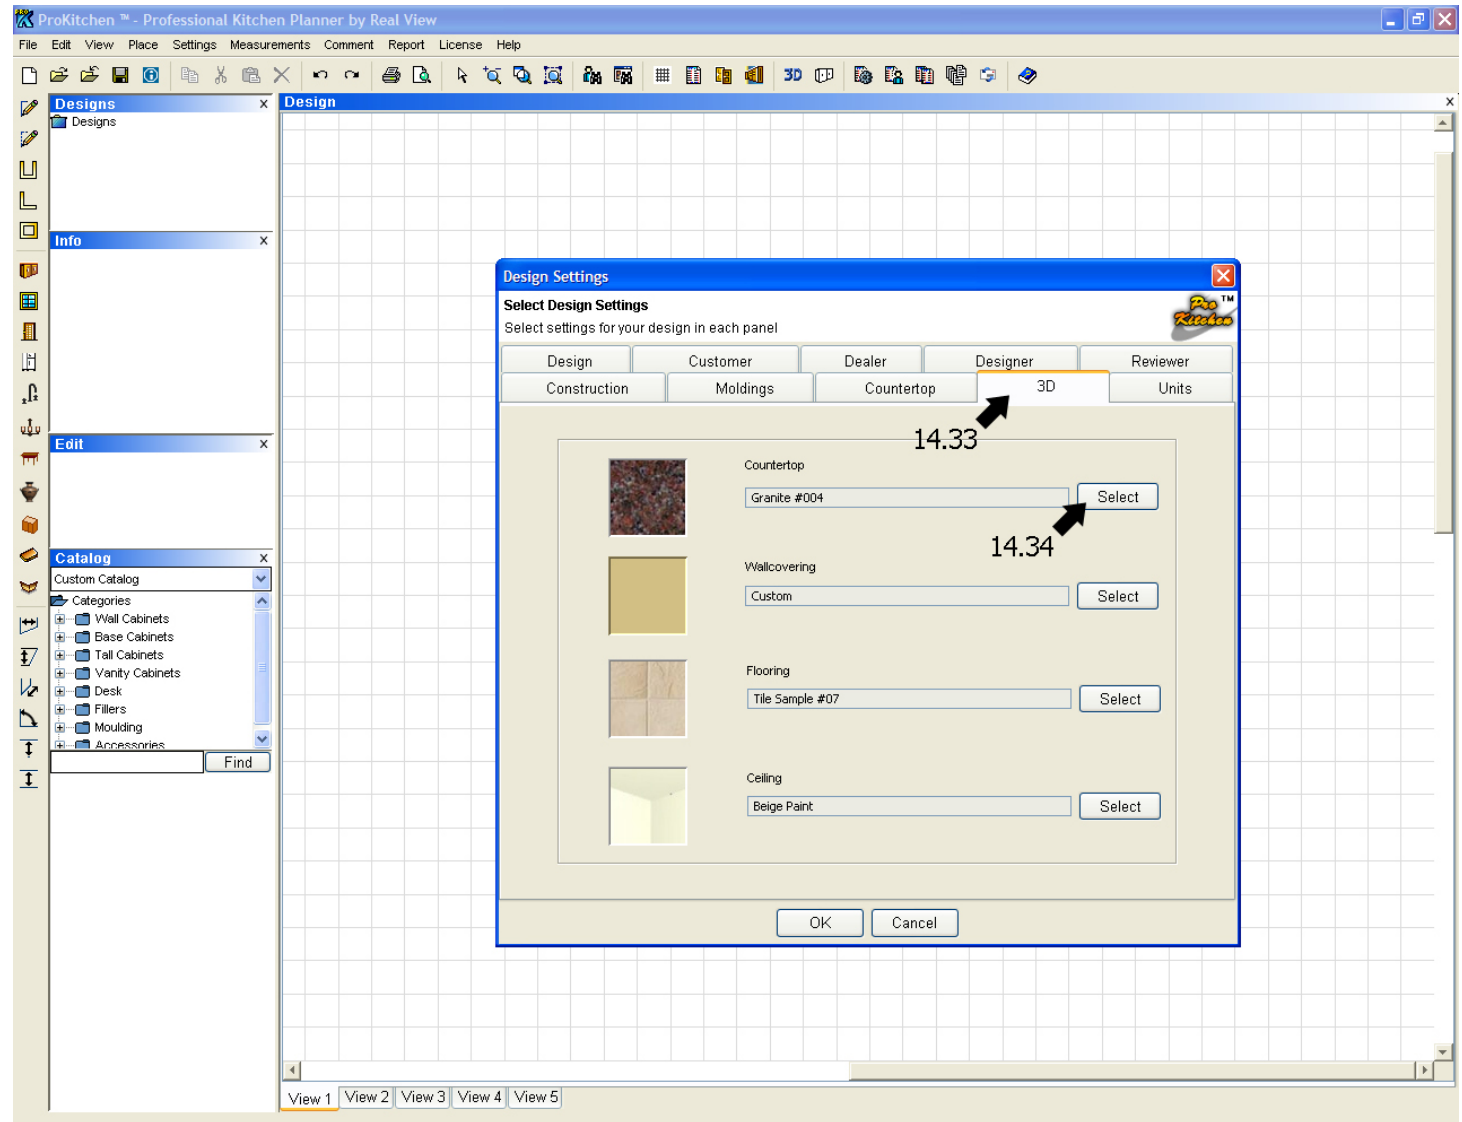 ProKitchen ™ - Professional Kitchen Planner by Real View
File Edit View Place Settings Measurements Comment Report License Help
3D
Designs x
Designs
Info x
Edit x
Catalog x
Custom Catalog
Categories
Wall Cabinets
Base Cabinets
Tall Cabinets
Vanity Cabinets
Desk
Fillers
Moulding
Accessories
Find
Design x
Design Settings
Select Design Settings
Select settings for your design in each panel
Pro Kitchen TM
Design Customer Dealer Designer Reviewer
Construction Moldings Countertop 3D Units
14.33
Countertop
Granite #004 Select
14.34
Wallcovering
Custom Select
Flooring
Tile Sample #07 Select
Ceiling
Beige Paint Select
OK Cancel
View 1 View 2 View 3 View 4 View 5